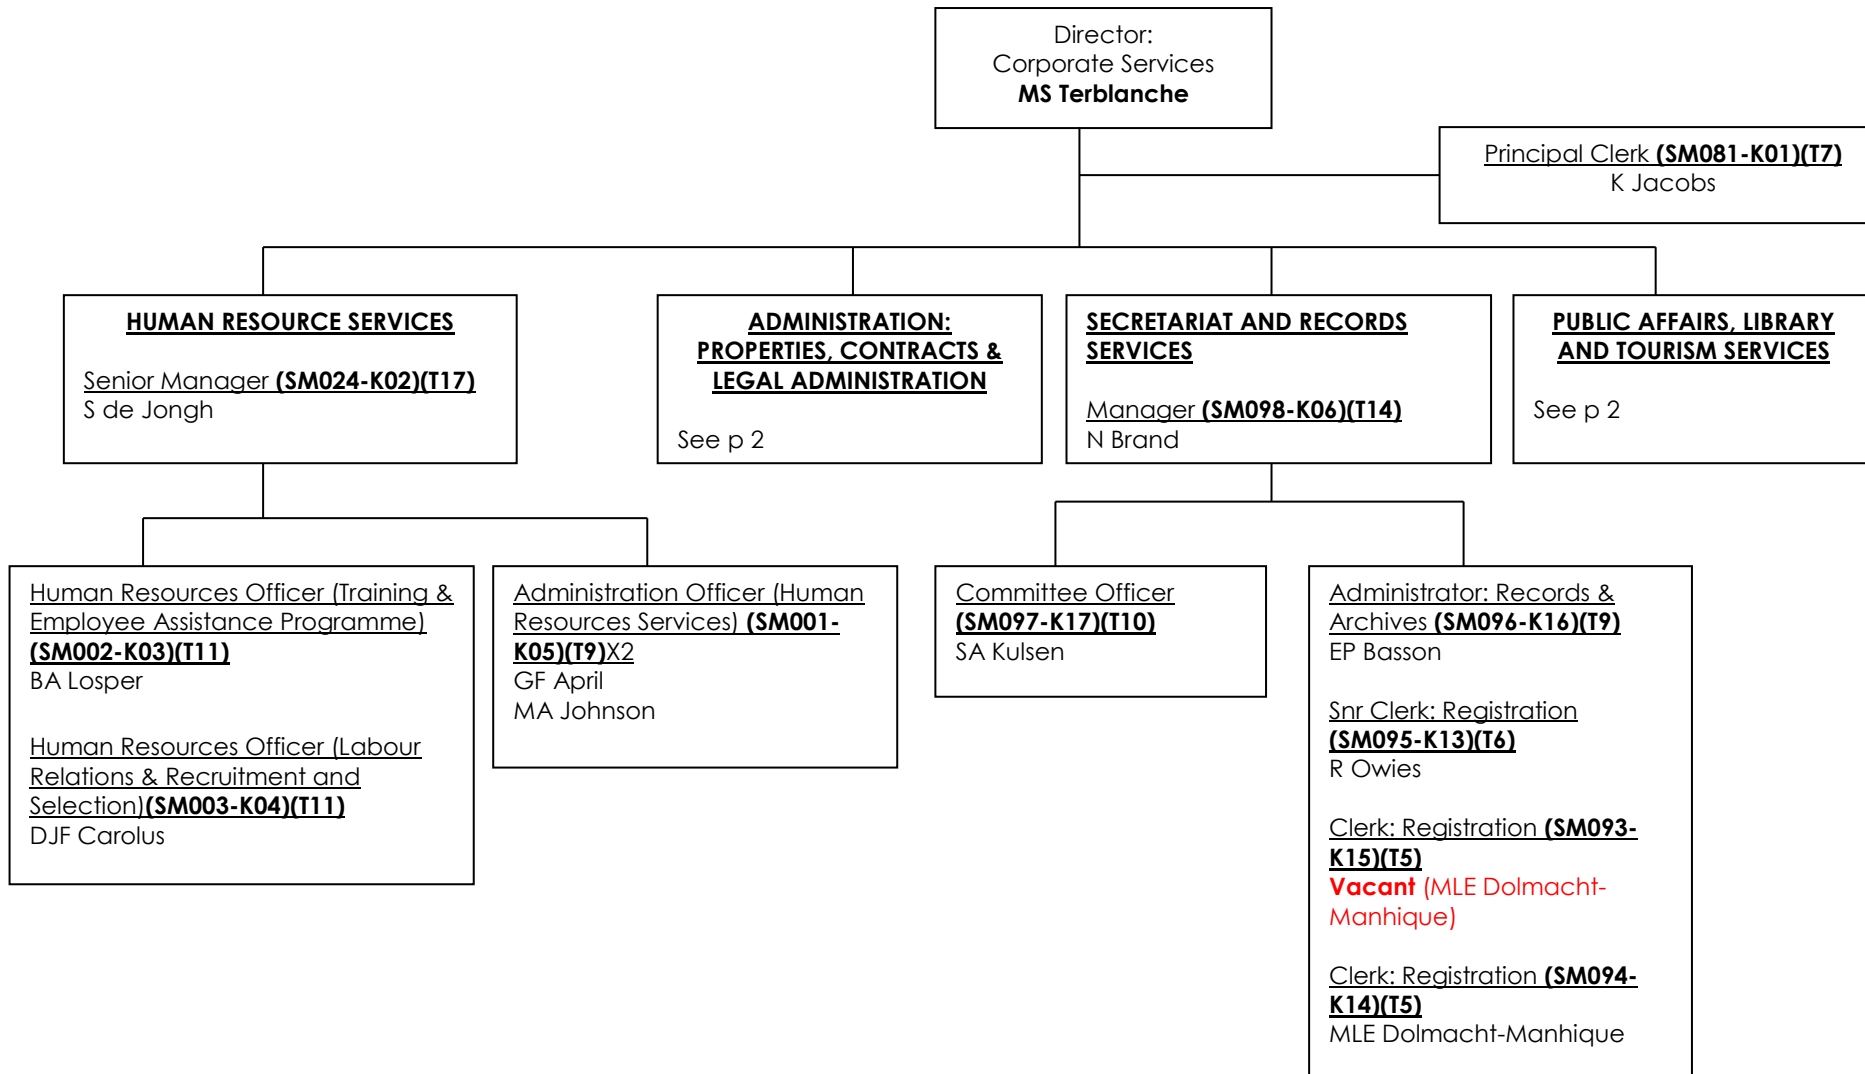 Director:
Corporate Services
MS Terblanche
Principal Clerk (SM081-K01)(T7)
K Jacobs
HUMAN RESOURCE SERVICES
Senior Manager (SM024-K02)(T17)
S de Jongh
ADMINISTRATION:
PROPERTIES, CONTRACTS &
LEGAL ADMINISTRATION
See p 2
SECRETARIAT AND RECORDS
SERVICES
Manager (SM098-K06)(T14)
N Brand
PUBLIC AFFAIRS, LIBRARY
AND TOURISM SERVICES
See p 2
Human Resources Officer (Training &
Employee Assistance Programme)
(SM002-K03)(T11)
BA Losper
Human Resources Officer (Labour
Relations & Recruitment and
Selection)(SM003-K04)(T11)
DJF Carolus
Administration Officer (Human
Resources Services) (SM001-
K05)(T9)X2
GF April
MA Johnson
Committee Officer
(SM097-K17)(T10)
SA Kulsen
Administrator: Records &
Archives (SM096-K16)(T9)
EP Basson
Snr Clerk: Registration
(SM095-K13)(T6)
R Owies
Clerk: Registration (SM093-
K15)(T5)
Vacant (MLE Dolmacht-
Manhique)
Clerk: Registration (SM094-
K14)(T5)
MLE Dolmacht-Manhique